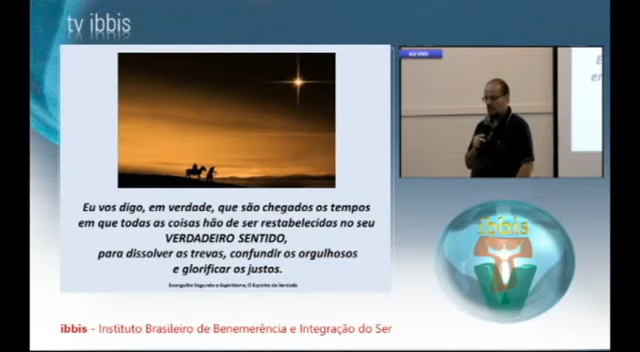 tv ibbis
AO VIVO
Eu vos digo, em verdade, que são chegados os tempos
em que todas as coisas hão de ser restabelecidas no seu
VERDADEIRO SENTIDO,
para dissolver as trevas, confundir os orgulhosos
e glorificar os justos.
Evangelho Segundo o Espiritismo, O Espírito de Verdade
ibbis
ibbis - Instituto Brasileiro de Benemerência e Integração do Ser